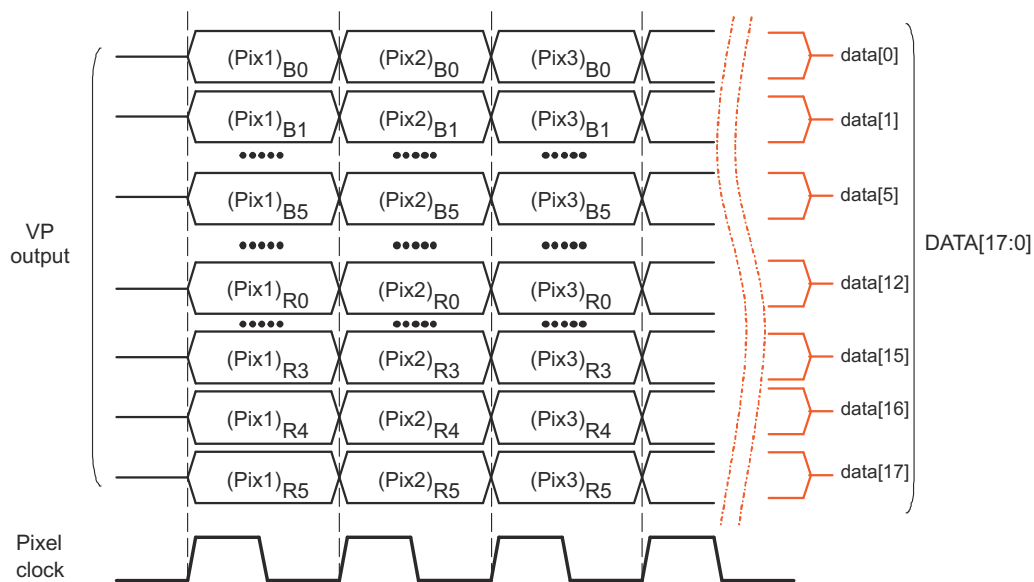 (Pix1)B0 (Pix2)B0 (Pix3)B0 data[0]
(Pix1)B1 (Pix2)B1 (Pix3)B1 data[1]
(Pix1)B5 (Pix2)B5 (Pix3)B5 data[5]
VP
output
DATA[17:0]
(Pix1)R0 (Pix2)R0 (Pix3)R0 data[12]
(Pix1)R3 (Pix2)R3 (Pix3)R3 data[15]
(Pix1)R4 (Pix2)R4 (Pix3)R4 data[16]
(Pix1)R5 (Pix2)R5 (Pix3)R5 data[17]
Pixel
clock